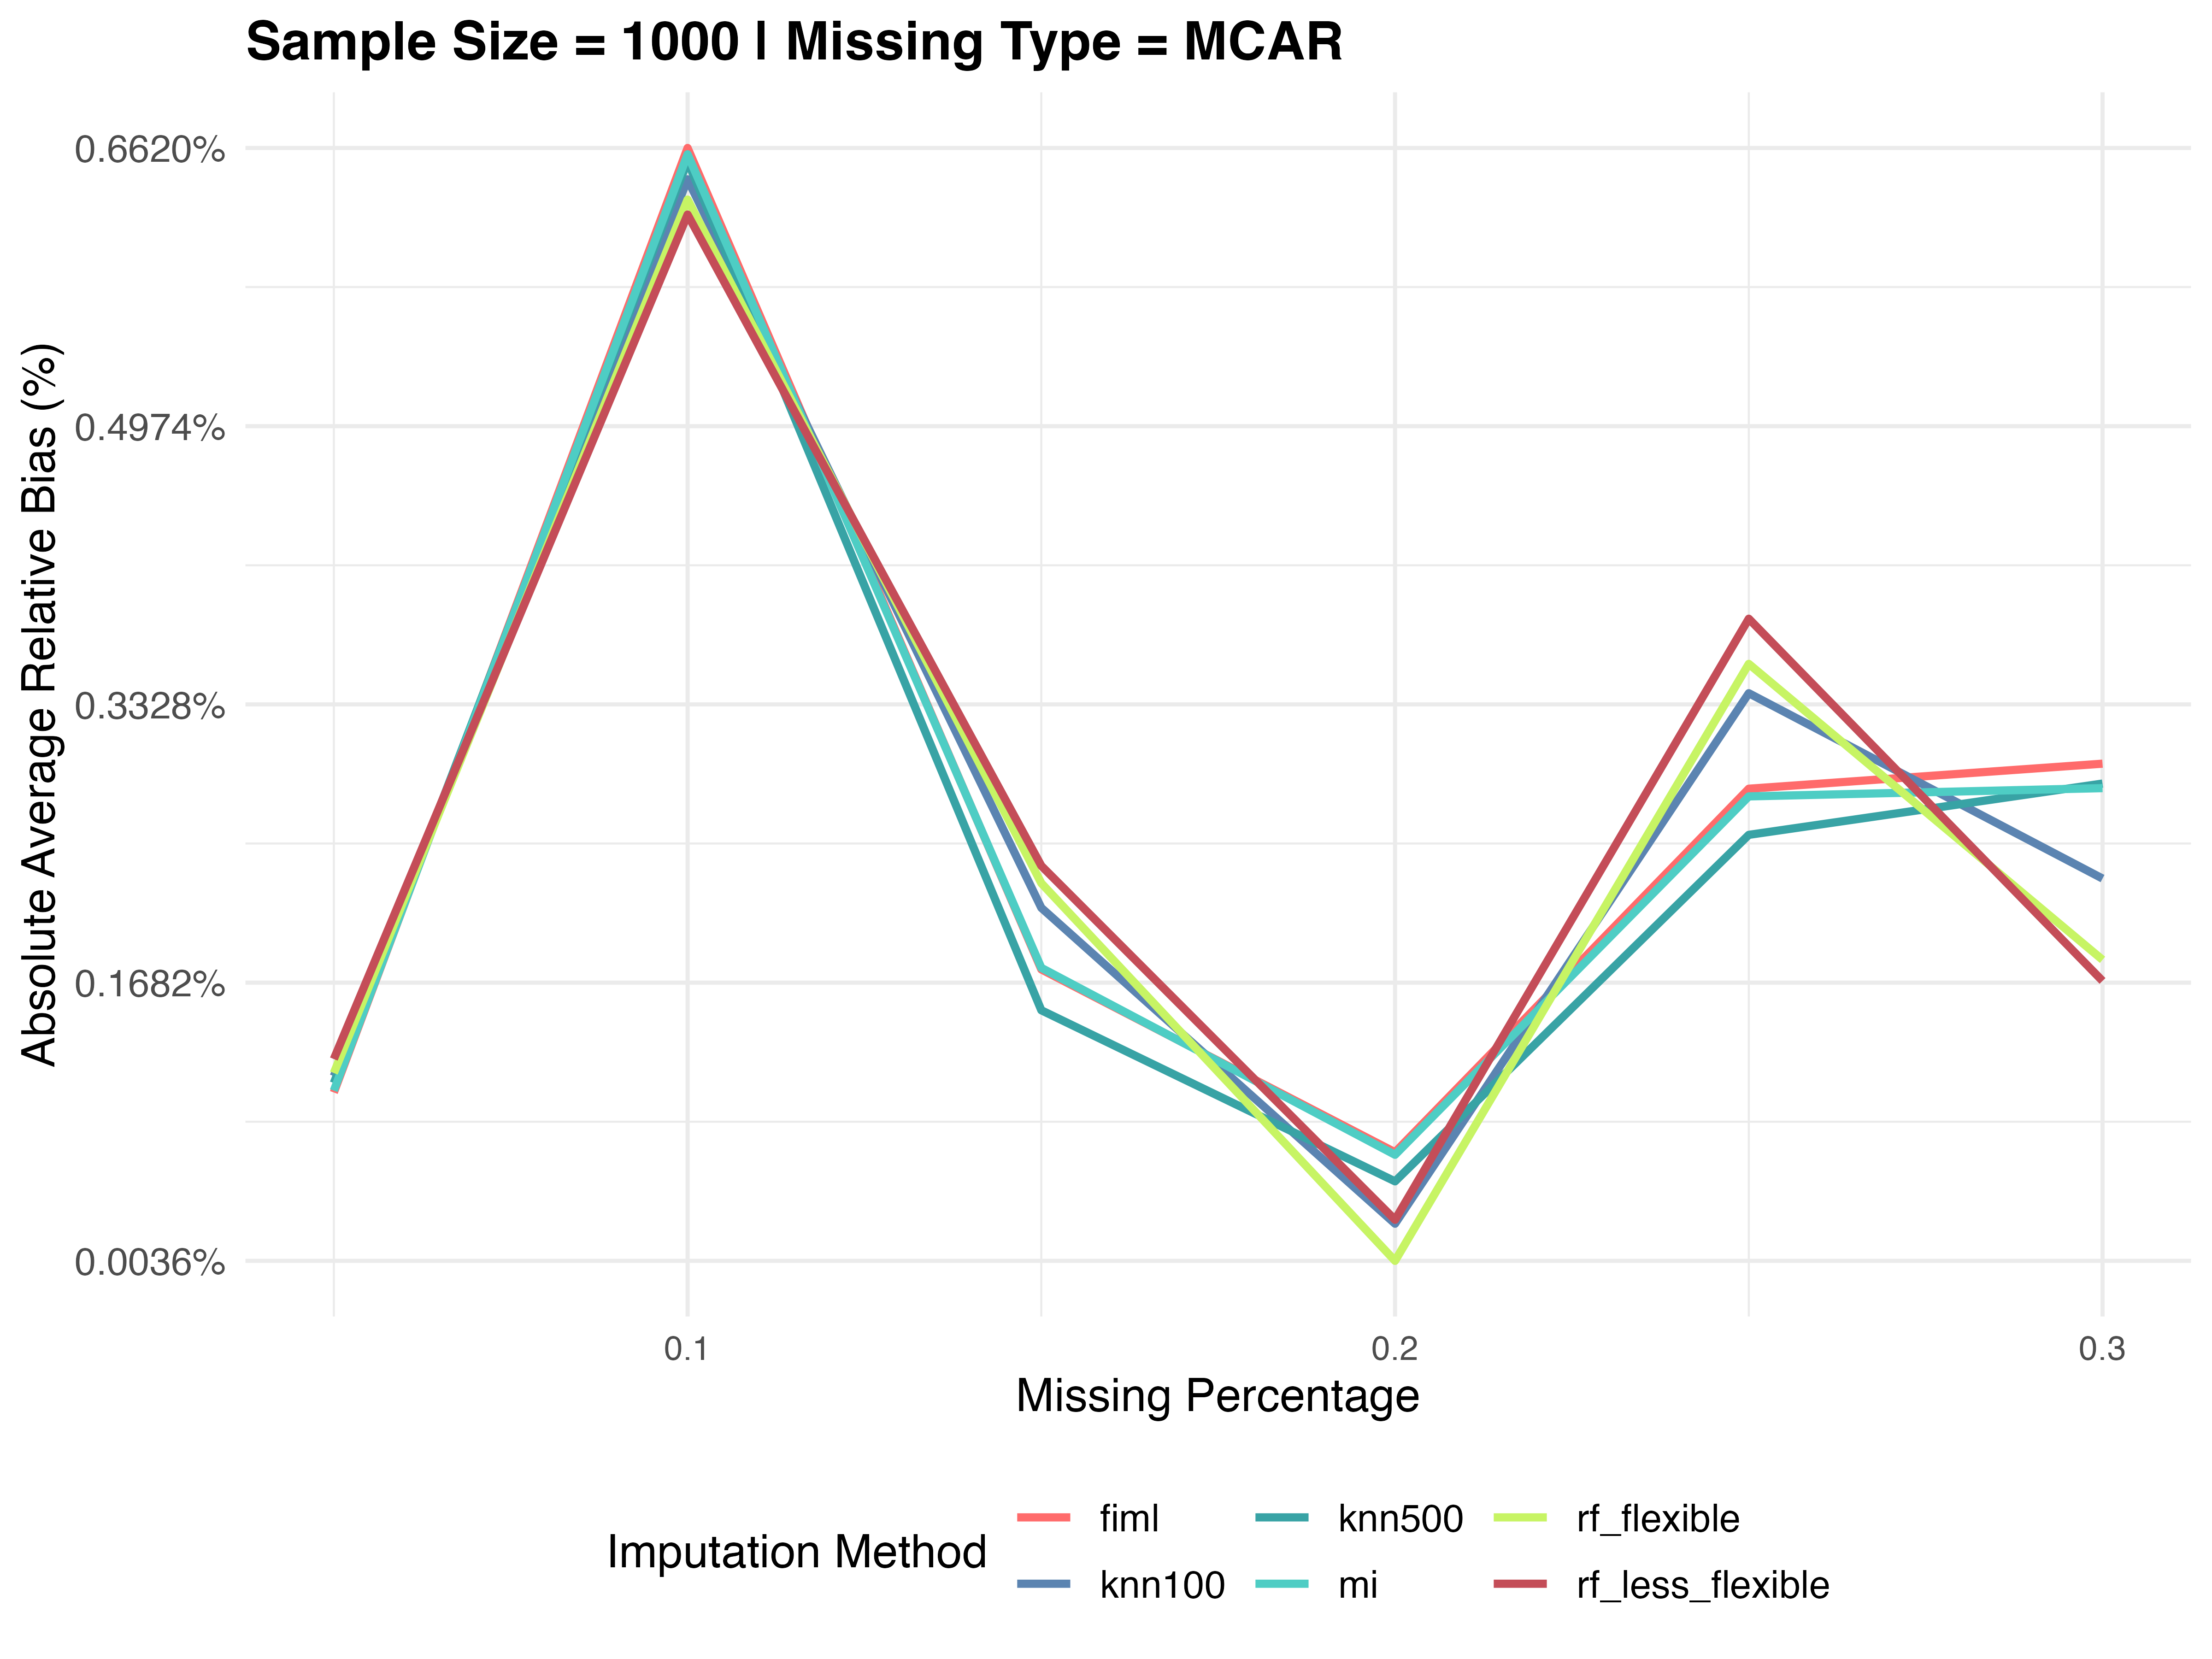 Sample Size = 1000 | Missing Type = MCAR
Absolute Average Relative Bias (%)
0.6620%
0.4974%
0.3328%
0.1682%
0.0036%
0.1 0.2 0.3
Missing Percentage
Imputation Method
fiml knn500 rf_flexible
knn100 mi rf_less_flexible